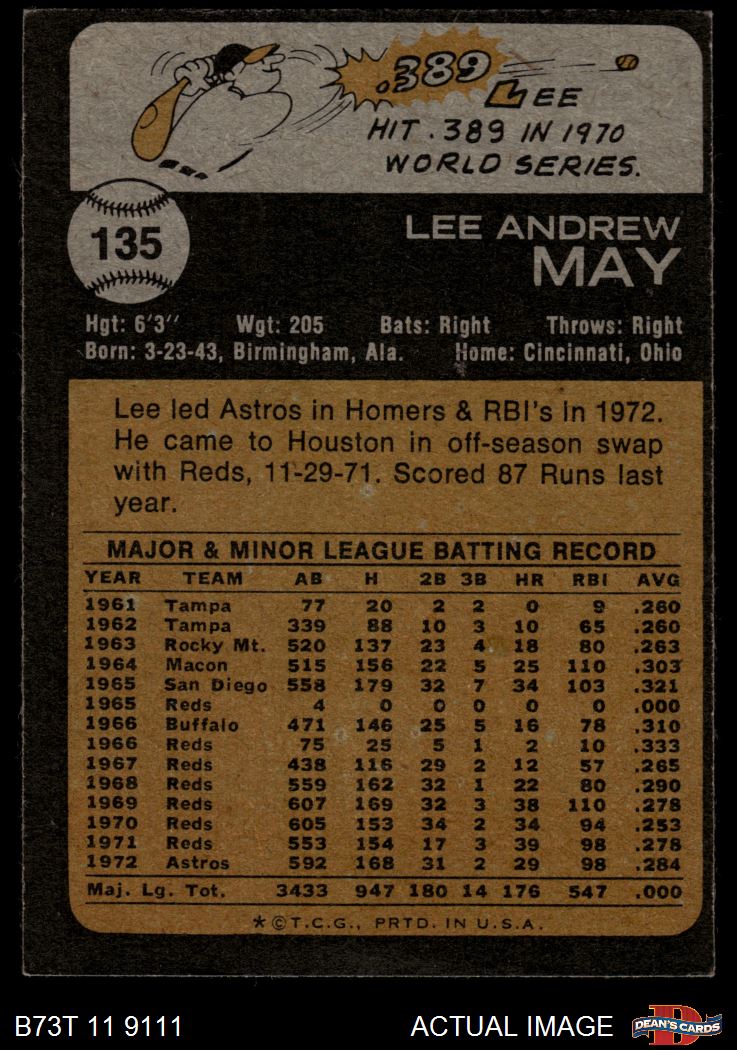 .389
LEE
HIT .389 IN 1970
WORLD SERIES.
135
LEE ANDREW
MAY
Hgt: 6'3" Wgt: 205 Bats: Right Throws: Right
Born: 3-23-43, Birmingham, Ala. Home: Cincinnati, Ohio
Lee led Astros in Homers & RBI's in 1972.
He came to Houston in off-season swap
with Reds, 11-29-71. Scored 87 Runs last
year.
MAJOR & MINOR LEAGUE BATTING RECORD
YEAR TEAM AB H 2B 3B HR RBI AVG
1961 Tampa 77 20 2 2 0 9 .260
1962 Tampa 339 88 10 3 10 65 .260
1963 Rocky Mt. 520 137 23 4 18 80 .263
1964 Macon 515 156 22 5 25 110 .303
1965 San Diego 558 179 32 7 34 103 .321
1965 Reds 4 0 0 0 0 0 .000
1966 Buffalo 471 146 25 5 16 78 .310
1966 Reds 75 25 5 1 2 10 .333
1967 Reds 438 116 29 2 12 57 .265
1968 Reds 559 162 32 1 22 80 .290
1969 Reds 607 169 32 3 38 110 .278
1970 Reds 605 153 34 2 34 94 .253
1971 Reds 553 154 17 3 39 98 .278
1972 Astros 592 168 31 2 29 98 .284
Maj. Lg. Tot. 3433 947 180 14 176 547 .000
*©T.C.G., PRTD. IN U.S.A.
B73T 11 9111 ACTUAL IMAGE DEAN'S CARDS